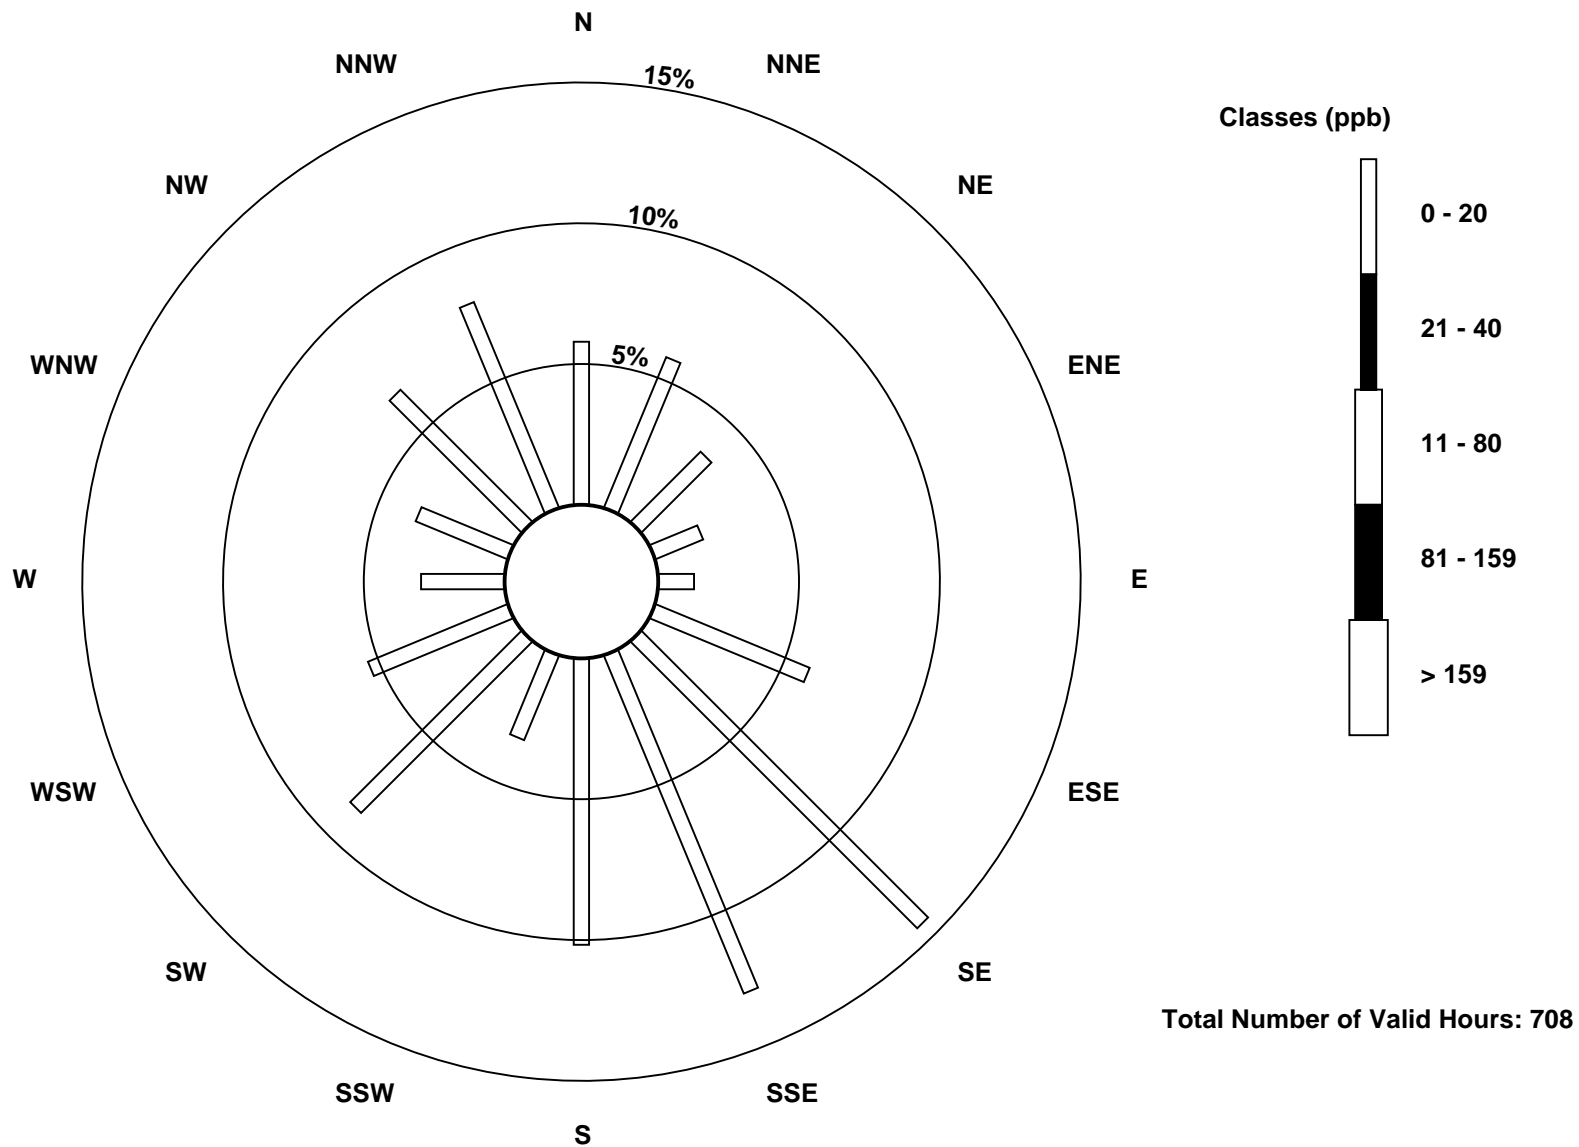 N
NNW
NNE
15%
Classes (ppb)
NW
NE
0 - 20
10%
21 - 40
5%
WNW
ENE
11 - 80
81 - 159
W
E
> 159
WSW
ESE
SW
SE
Total Number of Valid Hours: 708
SSW
SSE
S